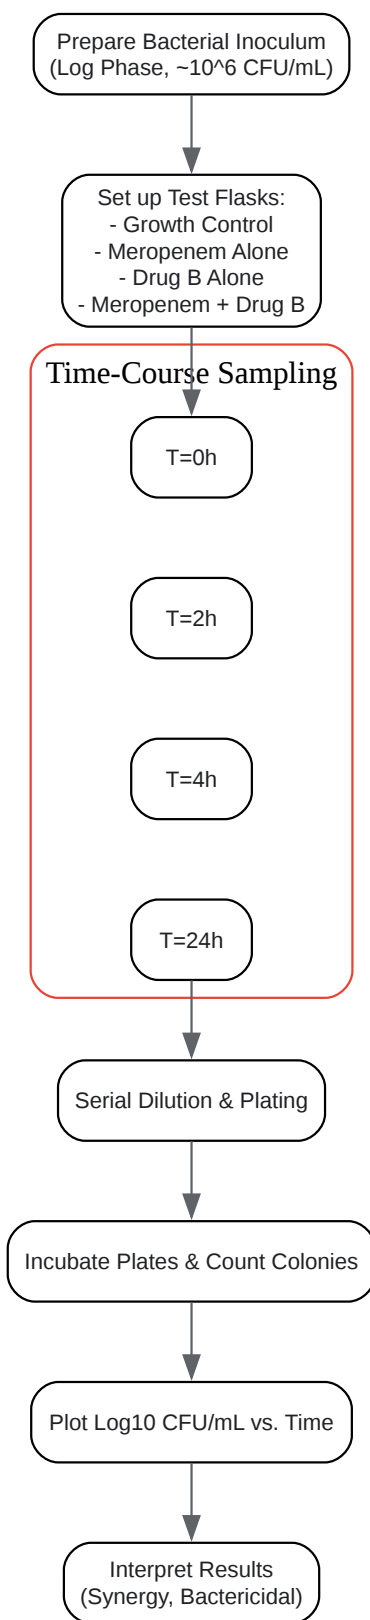 Prepare Bacterial Inoculum
(Log Phase, ~10^6 CFU/mL)
Set up Test Flasks:
- Growth Control
- Meropenem Alone
- Drug B Alone
- Meropenem + Drug B
Time-Course Sampling
T=0h
T=2h
T=4h
T=24h
Serial Dilution & Plating
Incubate Plates & Count Colonies
Plot Log10 CFU/mL vs. Time
Interpret Results
(Synergy, Bactericidal)